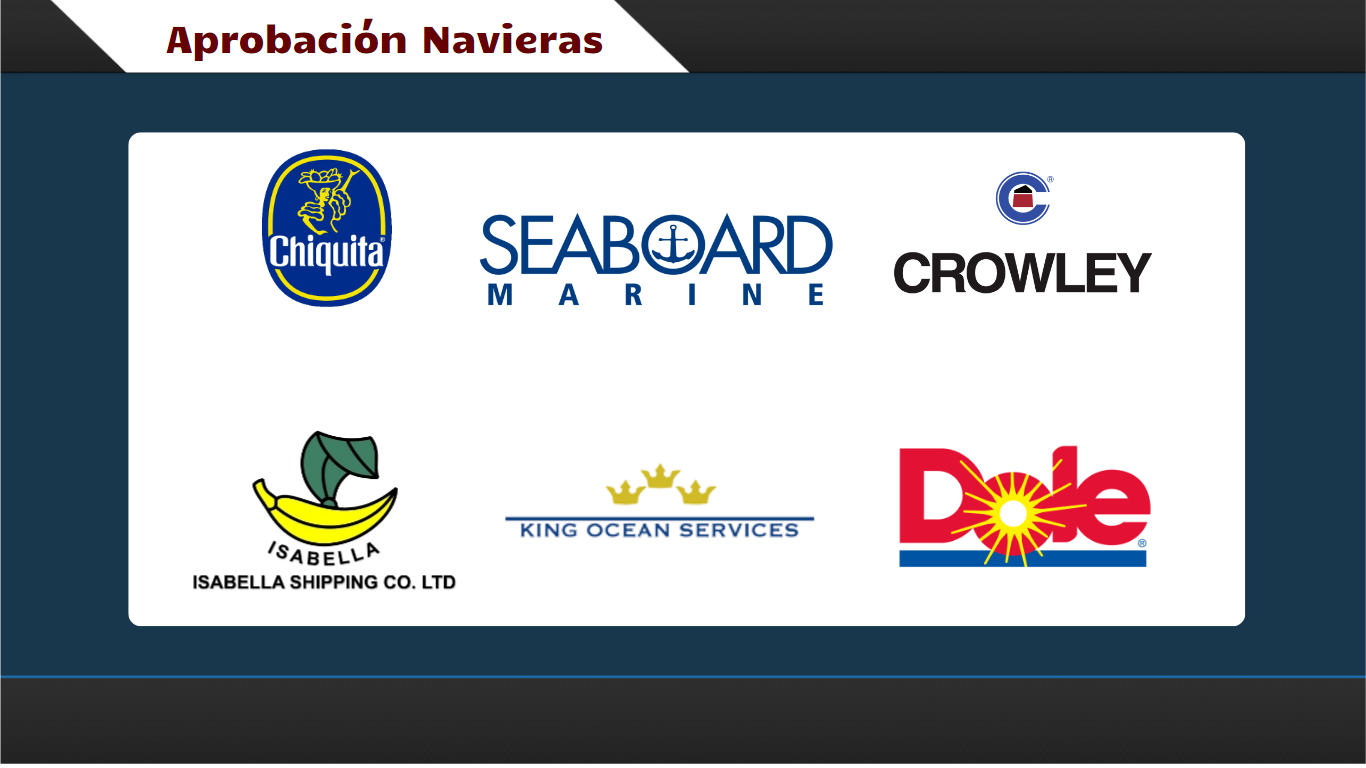 Aprobación Navieras
Chiquita®
SEABOARD
MARINE
®
CROWLEY
ISABELLA
ISABELLA SHIPPING CO. LTD
KING OCEAN SERVICES
Dole®